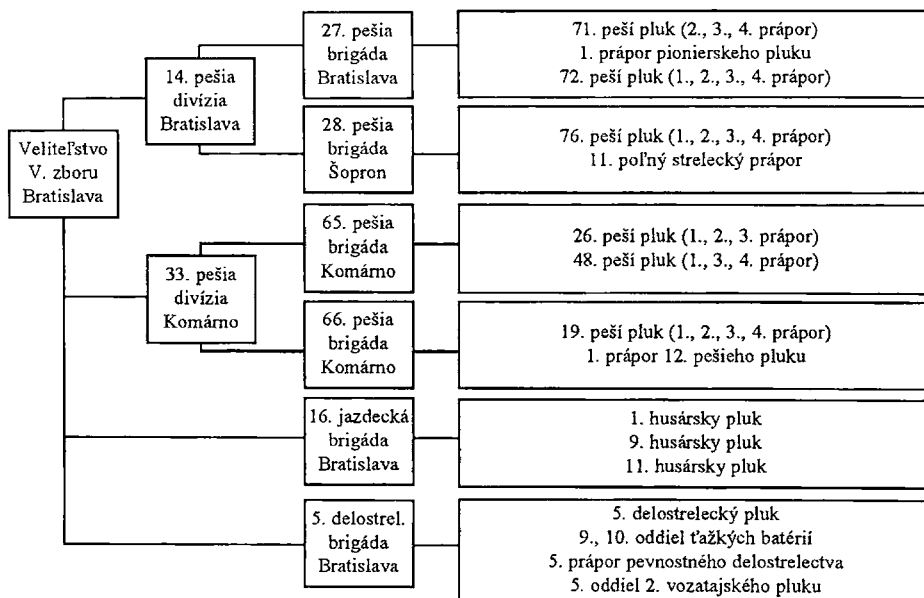 Veliteľstvo
V. zboru
Bratislava
14. pešia
divízia
Bratislava
27. pešia
brigáda
Bratislava
71. peší pluk (2., 3., 4. prápor)
1. prápor pionierskeho pluku
72. peší pluk (1., 2., 3., 4. prápor)
28. pešia
brigáda
Šopron
76. peší pluk (1., 2., 3., 4. prápor)
11. poľný strelecký prápor
33. pešia
divízia
Komárno
65. pešia
brigáda
Komárno
26. peší pluk (1., 2., 3. prápor)
48. peší pluk (1., 3., 4. prápor)
66. pešia
brigáda
Komárno
19. peší pluk (1., 2., 3., 4. prápor)
1. prápor 12. pešieho pluku
16. jazdecká
brigáda
Bratislava
1. husársky pluk
9. husársky pluk
11. husársky pluk
5. delostrel.
brigáda
Bratislava
5. delostrelecký pluk
9., 10. oddiel ťažkých batérií
5. prápor pevnostného delostrelectva
5. oddiel 2. vozatajského pluku